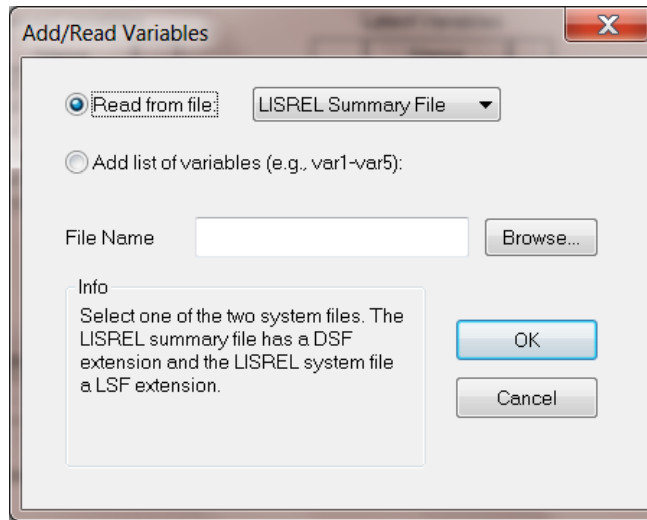 Add/Read Variables
Read from file:
LISREL Summary File
Add list of variables (e.g., var1-var5):
File Name
Browse...
Info
Select one of the two system files. The
LISREL summary file has a DSF
extension and the LISREL system file
a LSF extension.
OK
Cancel